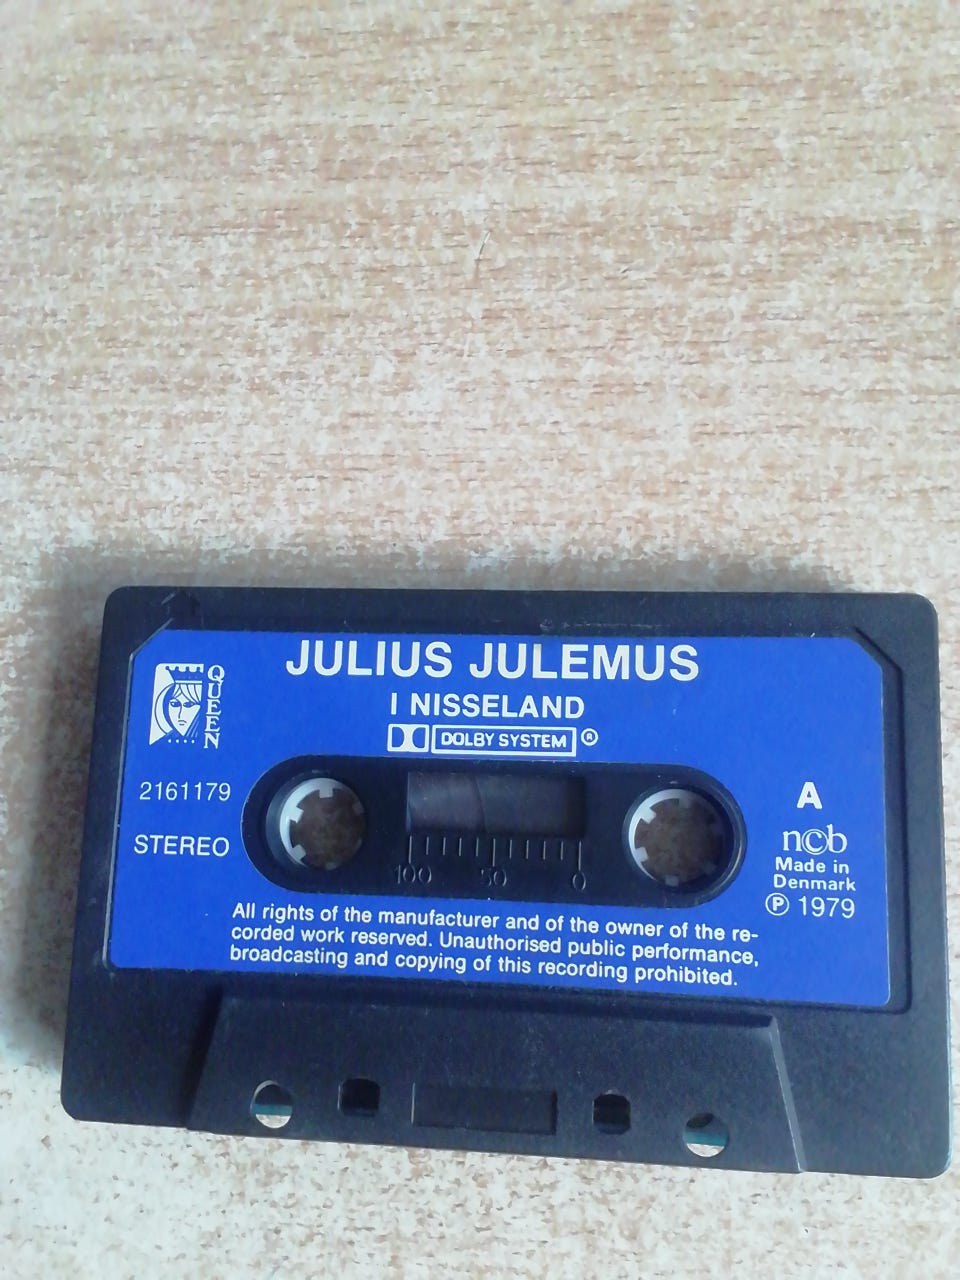 JULIUS JULEMUS
I NISSELAND
DOLBY SYSTEM ®
QUEEN
2161179
STEREO
100 50 0
A
ncb
Made in
Denmark
Ⓟ 1979
All rights of the manufacturer and of the owner of the re-
corded work reserved. Unauthorised public performance,
broadcasting and copying of this recording prohibited.